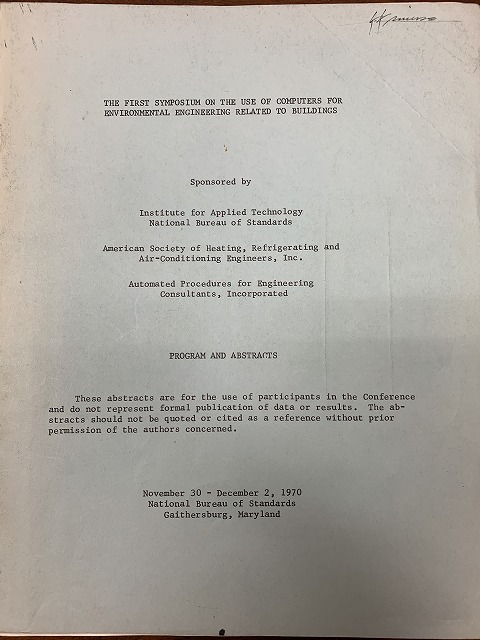 THE FIRST SYMPOSIUM ON THE USE OF COMPUTERS FOR
ENVIRONMENTAL ENGINEERING RELATED TO BUILDINGS
Sponsored by
Institute for Applied Technology
National Bureau of Standards
American Society of Heating, Refrigerating and
Air-Conditioning Engineers, Inc.
Automated Procedures for Engineering
Consultants, Incorporated
PROGRAM AND ABSTRACTS
These abstracts are for the use of participants in the Conference
and do not represent formal publication of data or results. The ab-
stracts should not be quoted or cited as a reference without prior
permission of the authors concerned.
November 30 - December 2, 1970
National Bureau of Standards
Gaithersburg, Maryland